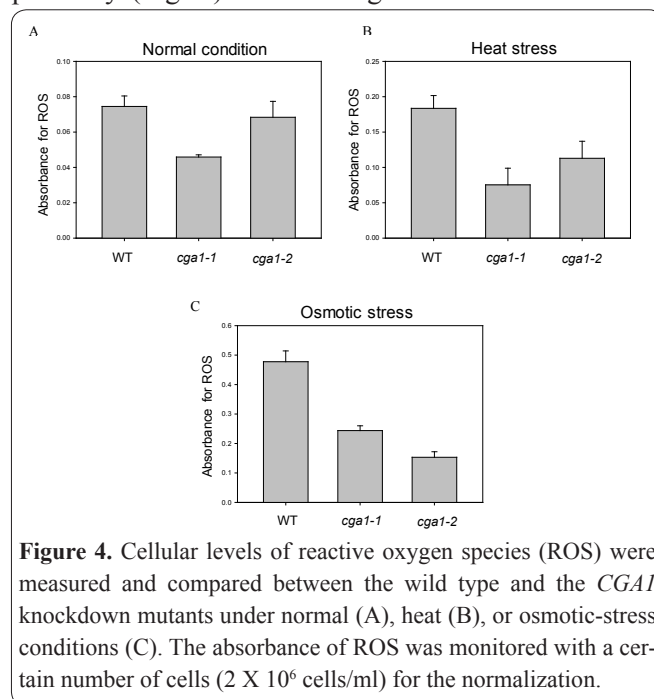 A
Normal condition
Absorbance for ROS
0.10
0.08
0.06
0.04
0.02
0.00
WT cga1-1 cga1-2
B
Heat stress
Absorbance for ROS
0.25
0.20
0.15
0.10
0.05
0.00
WT cga1-1 cga1-2
C
Osmotic stress
Absorbance for ROS
0.6
0.5
0.4
0.3
0.2
0.1
0.0
WT cga1-1 cga1-2
Figure 4. Cellular levels of reactive oxygen species (ROS) were
measured and compared between the wild type and the CGA1
knockdown mutants under normal (A), heat (B), or osmotic-stress
conditions (C). The absorbance of ROS was monitored with a cer-
tain number of cells (2 X 10⁶ cells/ml) for the normalization.